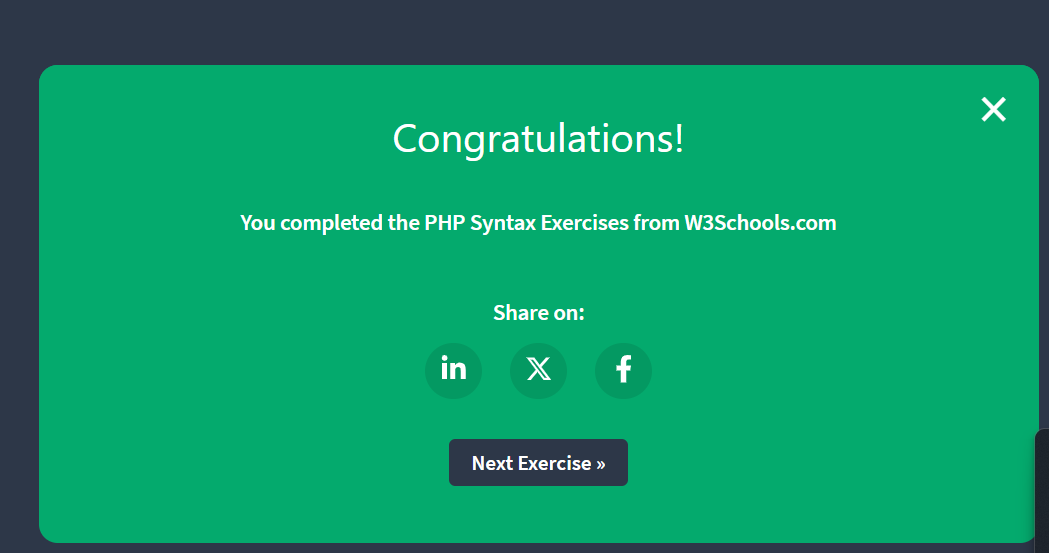 Congratulations!
You completed the PHP Syntax Exercises from W3Schools.com
Share on:
Next Exercise »